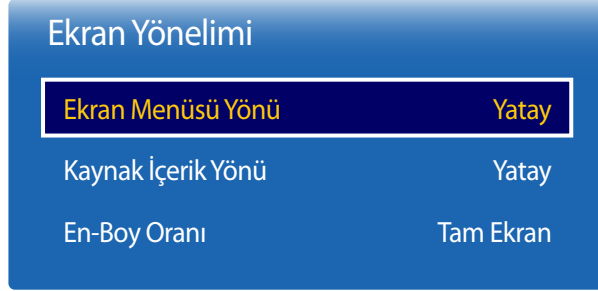 Ekran Yönelimi
Ekran Menüsü Yönü Yatay
Kaynak İçerik Yönü Yatay
En-Boy Oranı Tam Ekran